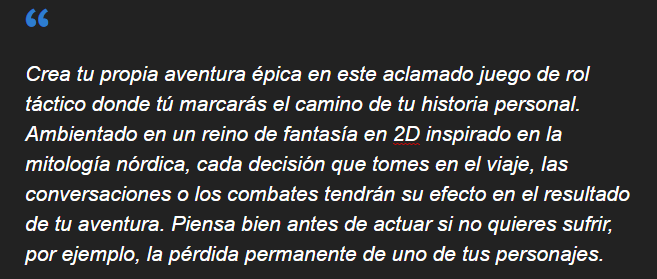 “
Crea tu propia aventura épica en este aclamado juego de rol
táctico donde tú marcarás el camino de tu historia personal.
Ambientado en un reino de fantasía en 2D inspirado en la
mitología nórdica, cada decisión que tomes en el viaje, las
conversaciones o los combates tendrán su efecto en el resultado
de tu aventura. Piensa bien antes de actuar si no quieres sufrir,
por ejemplo, la pérdida permanente de uno de tus personajes.